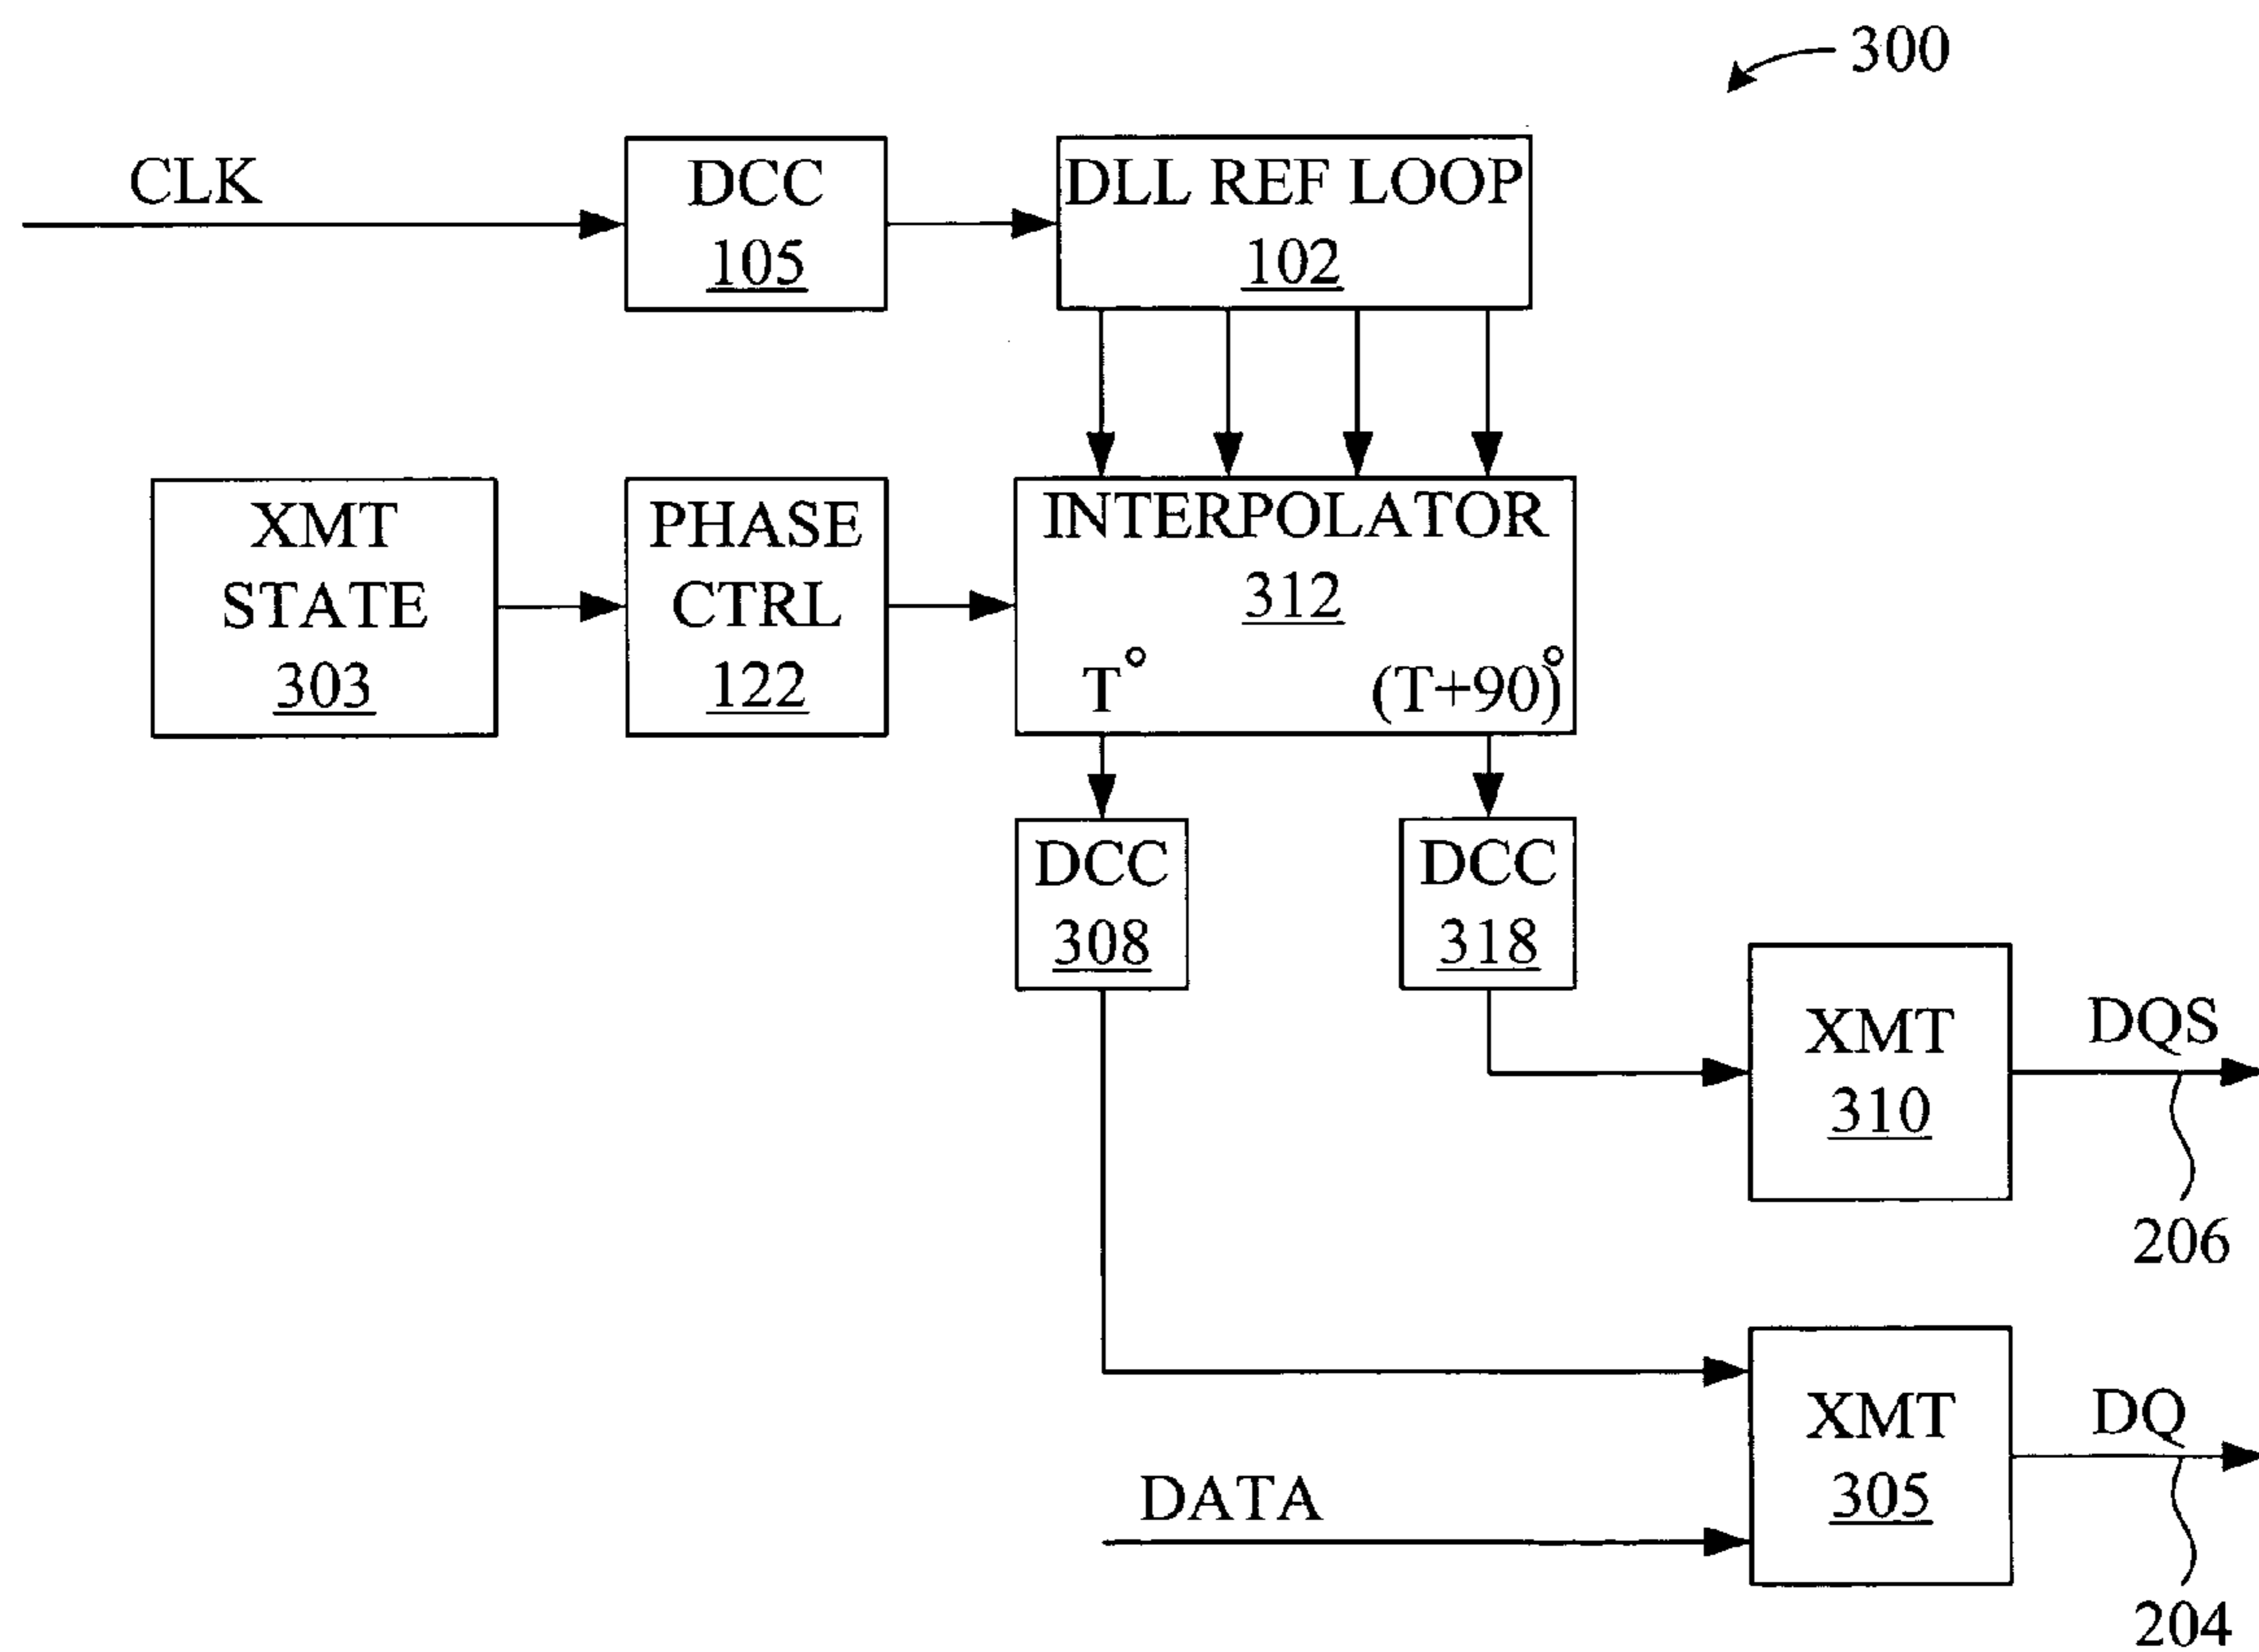 300
CLK
DCC
105
DLL REF LOOP
102
XMT
STATE
303
PHASE
CTRL
122
INTERPOLATOR
312
T° (T+90)°
DCC
308
DCC
318
XMT
310
DQS
206
XMT
305
DQ
DATA
204